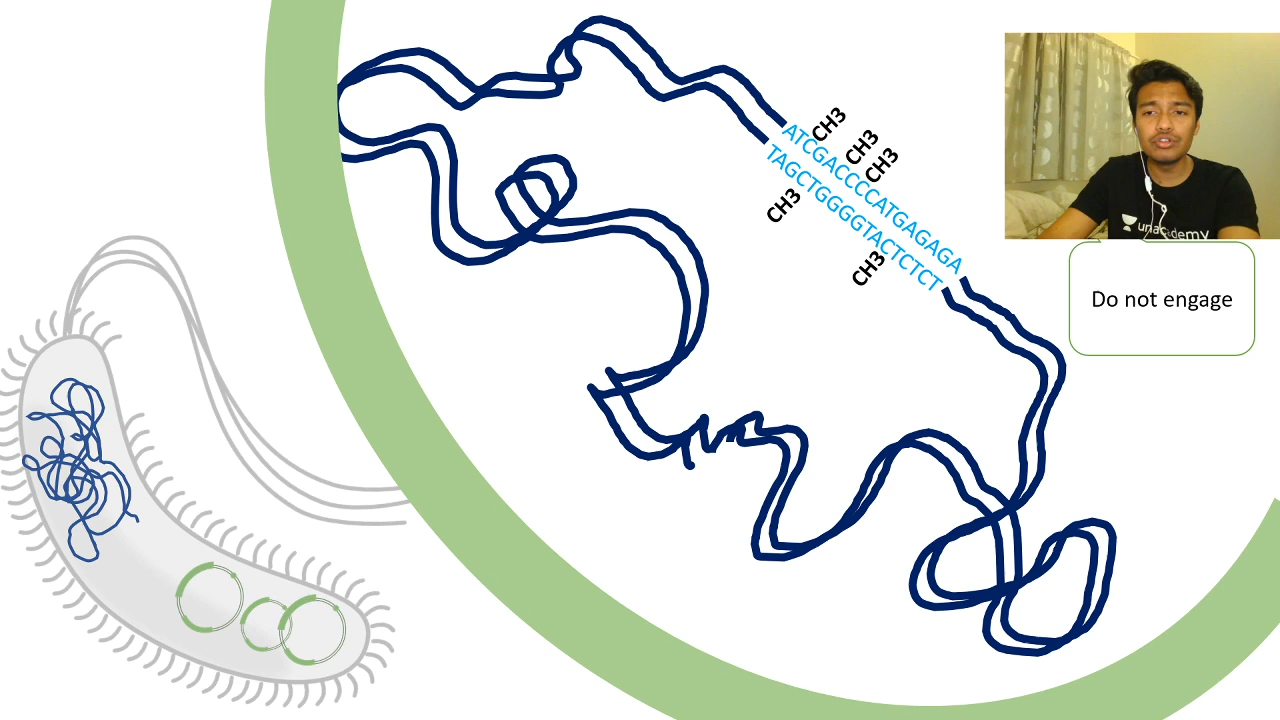 CH3
CH3
CH3
ATCGACCCCATGAGAGA
TAGCTGGGGTACTCTCT
CH3
CH3
unacademy
Do not engage